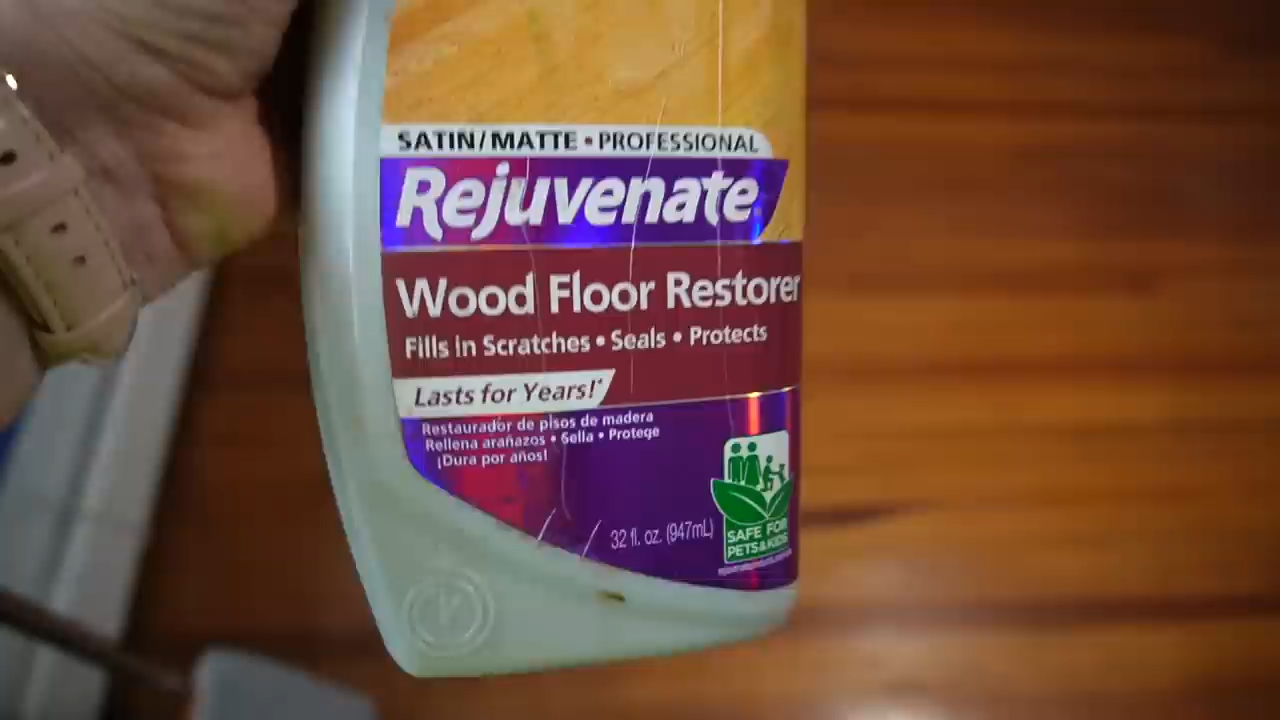 SATIN/MATTE • PROFESSIONAL
Rejuvenate
Wood Floor Restorer
Fills in Scratches • Seals • Protects
Lasts for Years!*
Restaurador de pisos de madera
Rellena arañazos • Sella • Protege
¡Dura por años!
32 fl. oz. (947mL)
SAFE FOR
PETS & KIDS